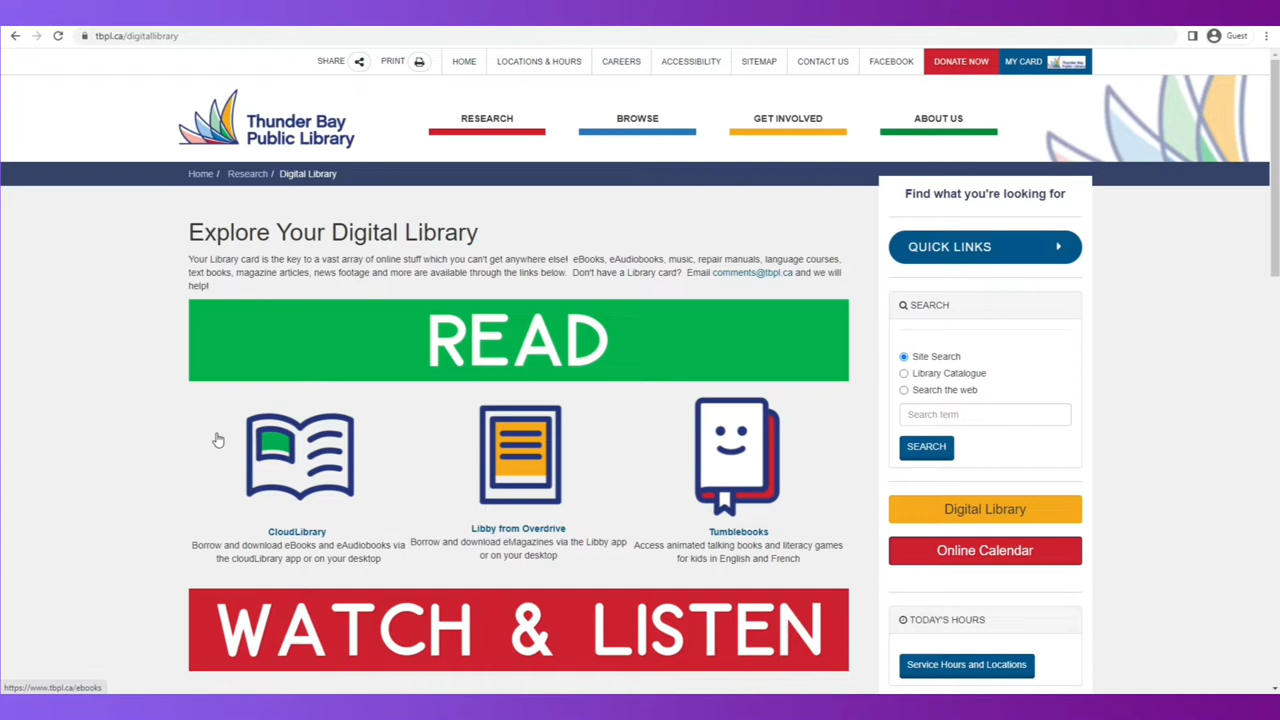 tbpl.ca/digitallibrary
Guest
SHARE PRINT HOME LOCATIONS & HOURS CAREERS ACCESSIBILITY SITEMAP CONTACT US FACEBOOK DONATE NOW MY CARD
Thunder Bay
Public Library
RESEARCH BROWSE GET INVOLVED ABOUT US
Home / Research / Digital Library
Explore Your Digital Library
Your Library card is the key to a vast array of online stuff which you can't get anywhere else! eBooks, eAudiobooks, music, repair manuals, language courses,
text books, magazine articles, news footage and more are available through the links below. Don't have a Library card? Email comments@tbpl.ca and we will
help!
READ
CloudLibrary
Borrow and download eBooks and eAudiobooks via
the cloudLibrary app or on your desktop
Libby from Overdrive
Borrow and download eMagazines via the Libby app
or on your desktop
Tumblebooks
Access animated talking books and literacy games
for kids in English and French
WATCH & LISTEN
Find what you're looking for
QUICK LINKS
SEARCH
Site Search
Library Catalogue
Search the web
Search term
SEARCH
Digital Library
Online Calendar
TODAY'S HOURS
Service Hours and Locations
https://www.tbpl.ca/ebooks